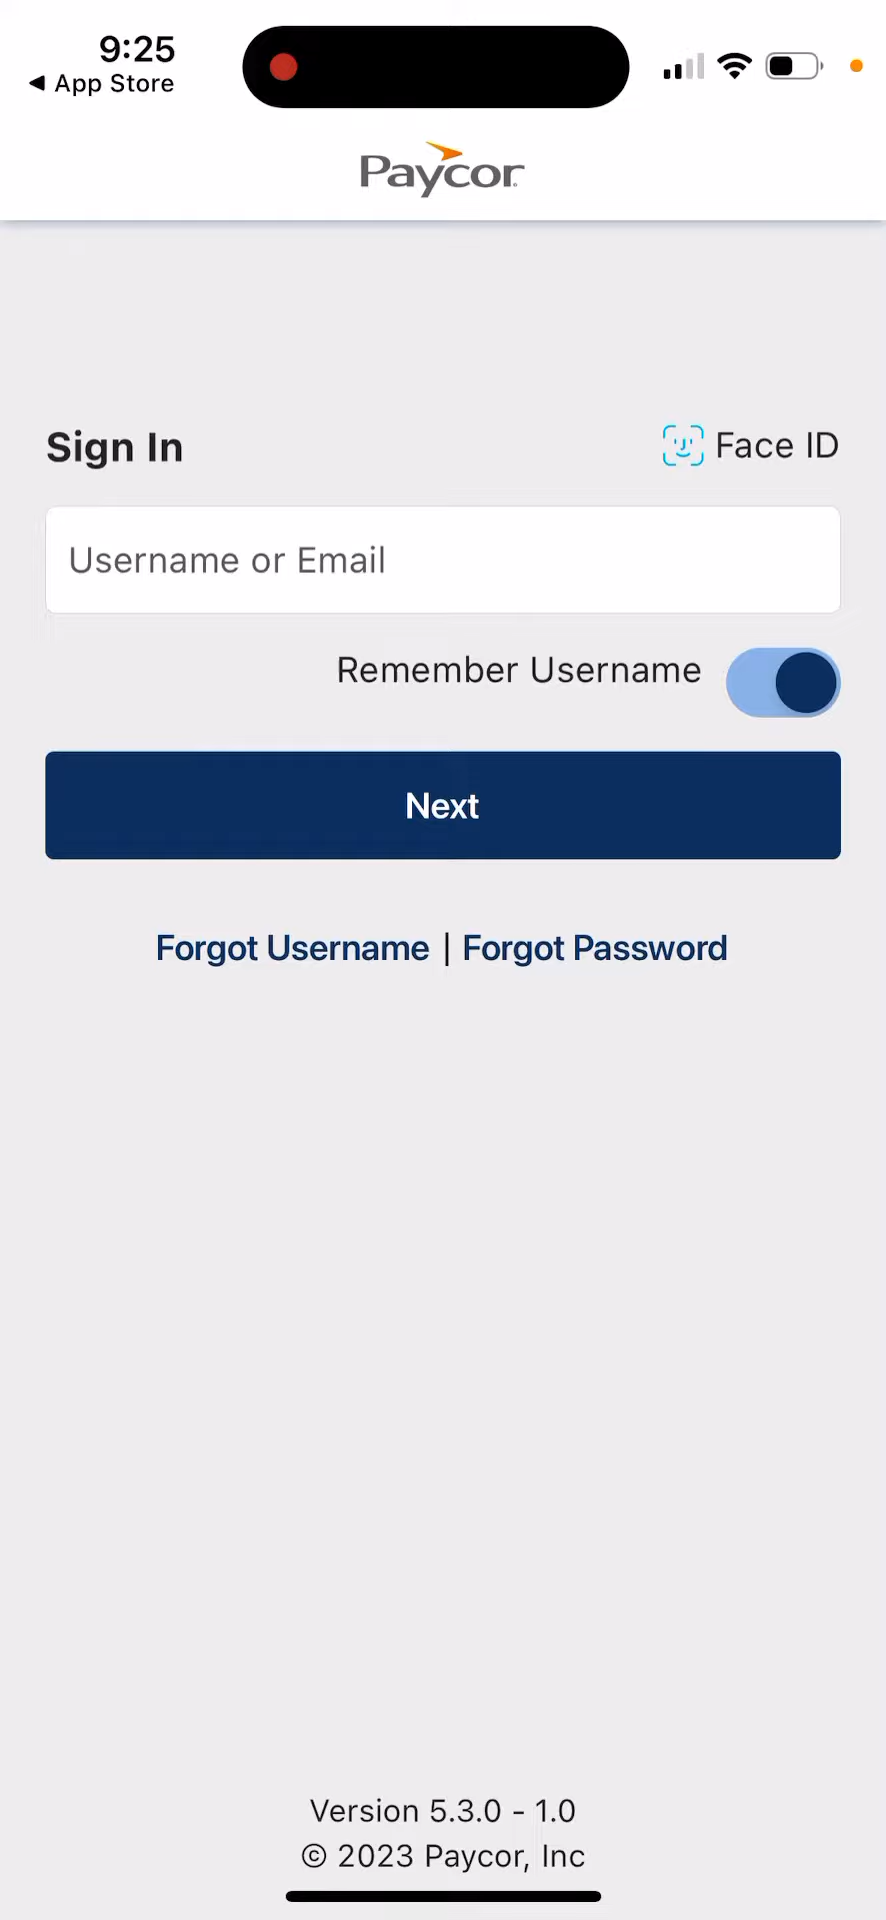 9:25
◀ App Store
Paycor
Sign In
Face ID
Username or Email
Remember Username
Next
Forgot Username | Forgot Password
Version 5.3.0 - 1.0
© 2023 Paycor, Inc